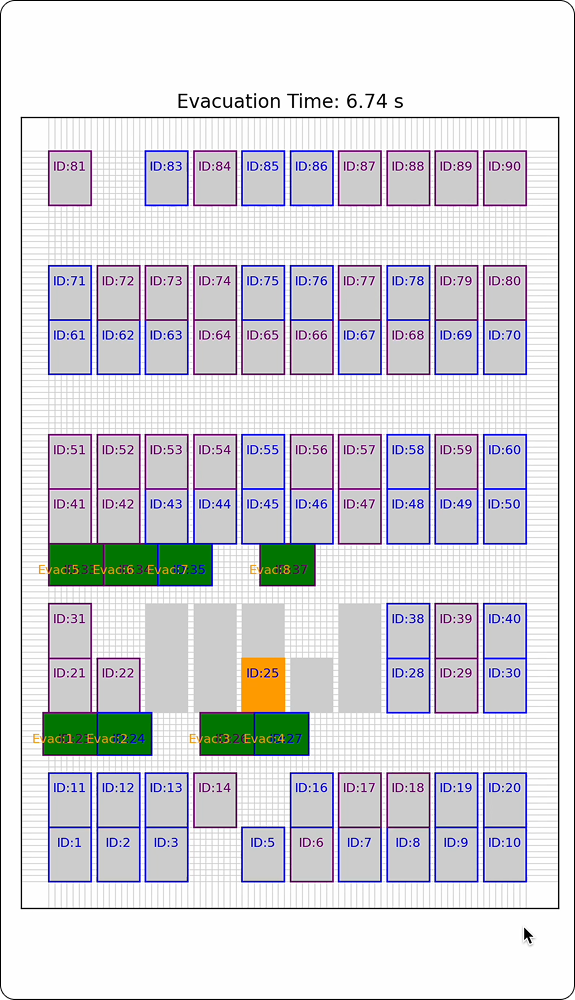 Evacuation Time: 6.74 s
ID:81 ID:83 ID:84 ID:85 ID:86 ID:87 ID:88 ID:89 ID:90
ID:71 ID:72 ID:73 ID:74 ID:75 ID:76 ID:77 ID:78 ID:79 ID:80
ID:61 ID:62 ID:63 ID:64 ID:65 ID:66 ID:67 ID:68 ID:69 ID:70
ID:51 ID:52 ID:53 ID:54 ID:55 ID:56 ID:57 ID:58 ID:59 ID:60
ID:41 ID:42 ID:43 ID:44 ID:45 ID:46 ID:47 ID:48 ID:49 ID:50
Evac:5 Evac:6 Evac:7 Evac:8
ID:31 ID:38 ID:39 ID:40
ID:21 ID:22 ID:25 ID:28 ID:29 ID:30
Evac:1 Evac:2 Evac:3 Evac:4
ID:11 ID:12 ID:13 ID:14 ID:16 ID:17 ID:18 ID:19 ID:20
ID:1 ID:2 ID:3 ID:5 ID:6 ID:7 ID:8 ID:9 ID:10